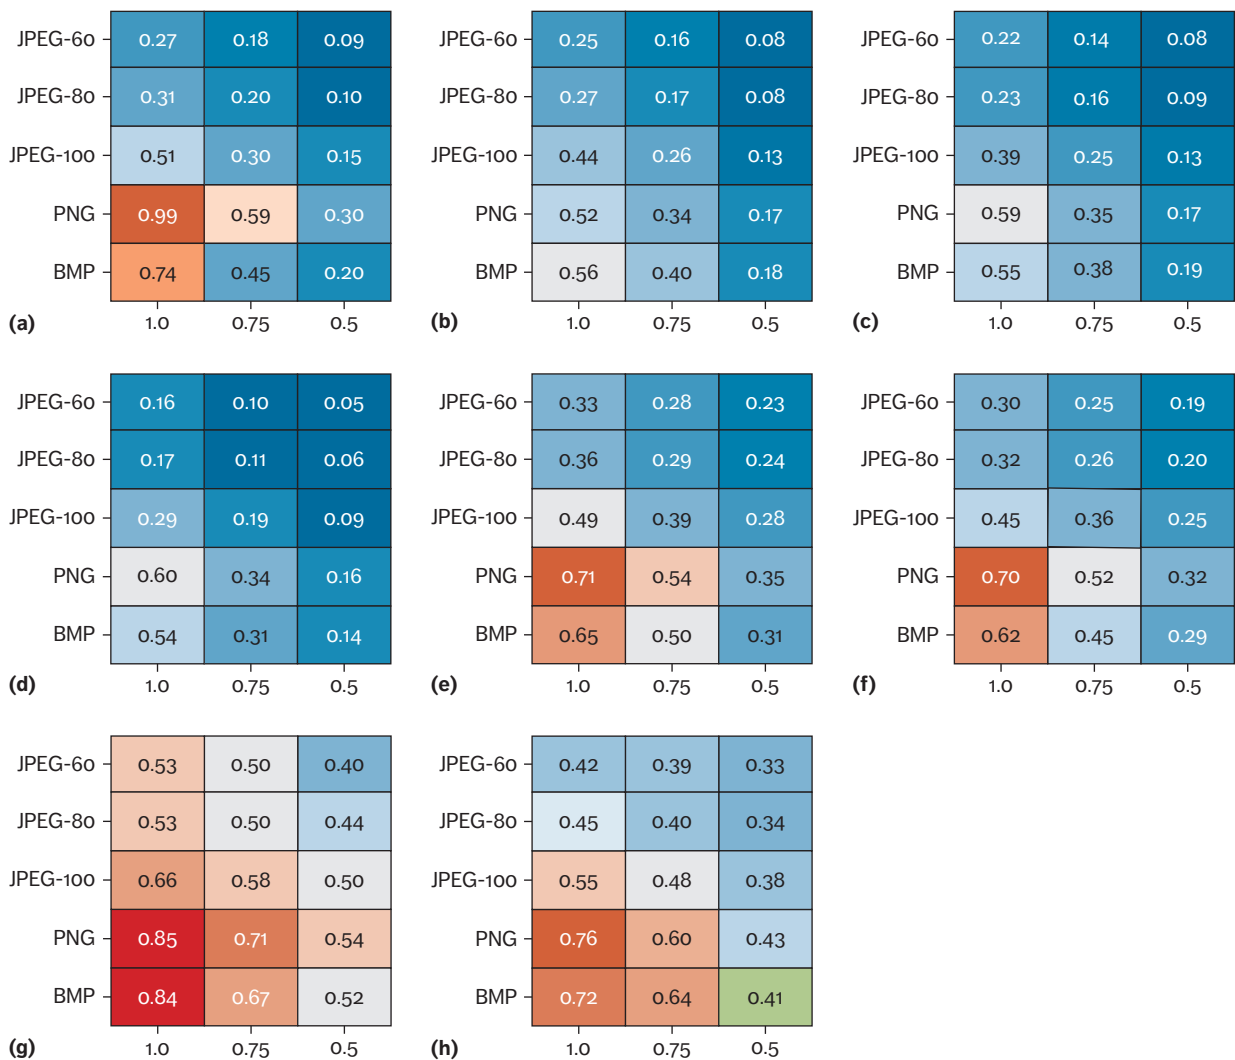 JPEG-60 0.27 0.18 0.09 JPEG-60 0.25 0.16 0.08 JPEG-60 0.22 0.14 0.08
JPEG-80 0.31 0.20 0.10 JPEG-80 0.27 0.17 0.08 JPEG-80 0.23 0.16 0.09
JPEG-100 0.51 0.30 0.15 JPEG-100 0.44 0.26 0.13 JPEG-100 0.39 0.25 0.13
PNG 0.99 0.59 0.30 PNG 0.52 0.34 0.17 PNG 0.59 0.35 0.17
BMP 0.74 0.45 0.20 BMP 0.56 0.40 0.18 BMP 0.55 0.38 0.19
(a) 1.0 0.75 0.5 (b) 1.0 0.75 0.5 (c) 1.0 0.75 0.5
JPEG-60 0.16 0.10 0.05 JPEG-60 0.33 0.28 0.23 JPEG-60 0.30 0.25 0.19
JPEG-80 0.17 0.11 0.06 JPEG-80 0.36 0.29 0.24 JPEG-80 0.32 0.26 0.20
JPEG-100 0.29 0.19 0.09 JPEG-100 0.49 0.39 0.28 JPEG-100 0.45 0.36 0.25
PNG 0.60 0.34 0.16 PNG 0.71 0.54 0.35 PNG 0.70 0.52 0.32
BMP 0.54 0.31 0.14 BMP 0.65 0.50 0.31 BMP 0.62 0.45 0.29
(d) 1.0 0.75 0.5 (e) 1.0 0.75 0.5 (f) 1.0 0.75 0.5
JPEG-60 0.53 0.50 0.40 JPEG-60 0.42 0.39 0.33
JPEG-80 0.53 0.50 0.44 JPEG-80 0.45 0.40 0.34
JPEG-100 0.66 0.58 0.50 JPEG-100 0.55 0.48 0.38
PNG 0.85 0.71 0.54 PNG 0.76 0.60 0.43
BMP 0.84 0.67 0.52 BMP 0.72 0.64 0.41
(g) 1.0 0.75 0.5 (h) 1.0 0.75 0.5